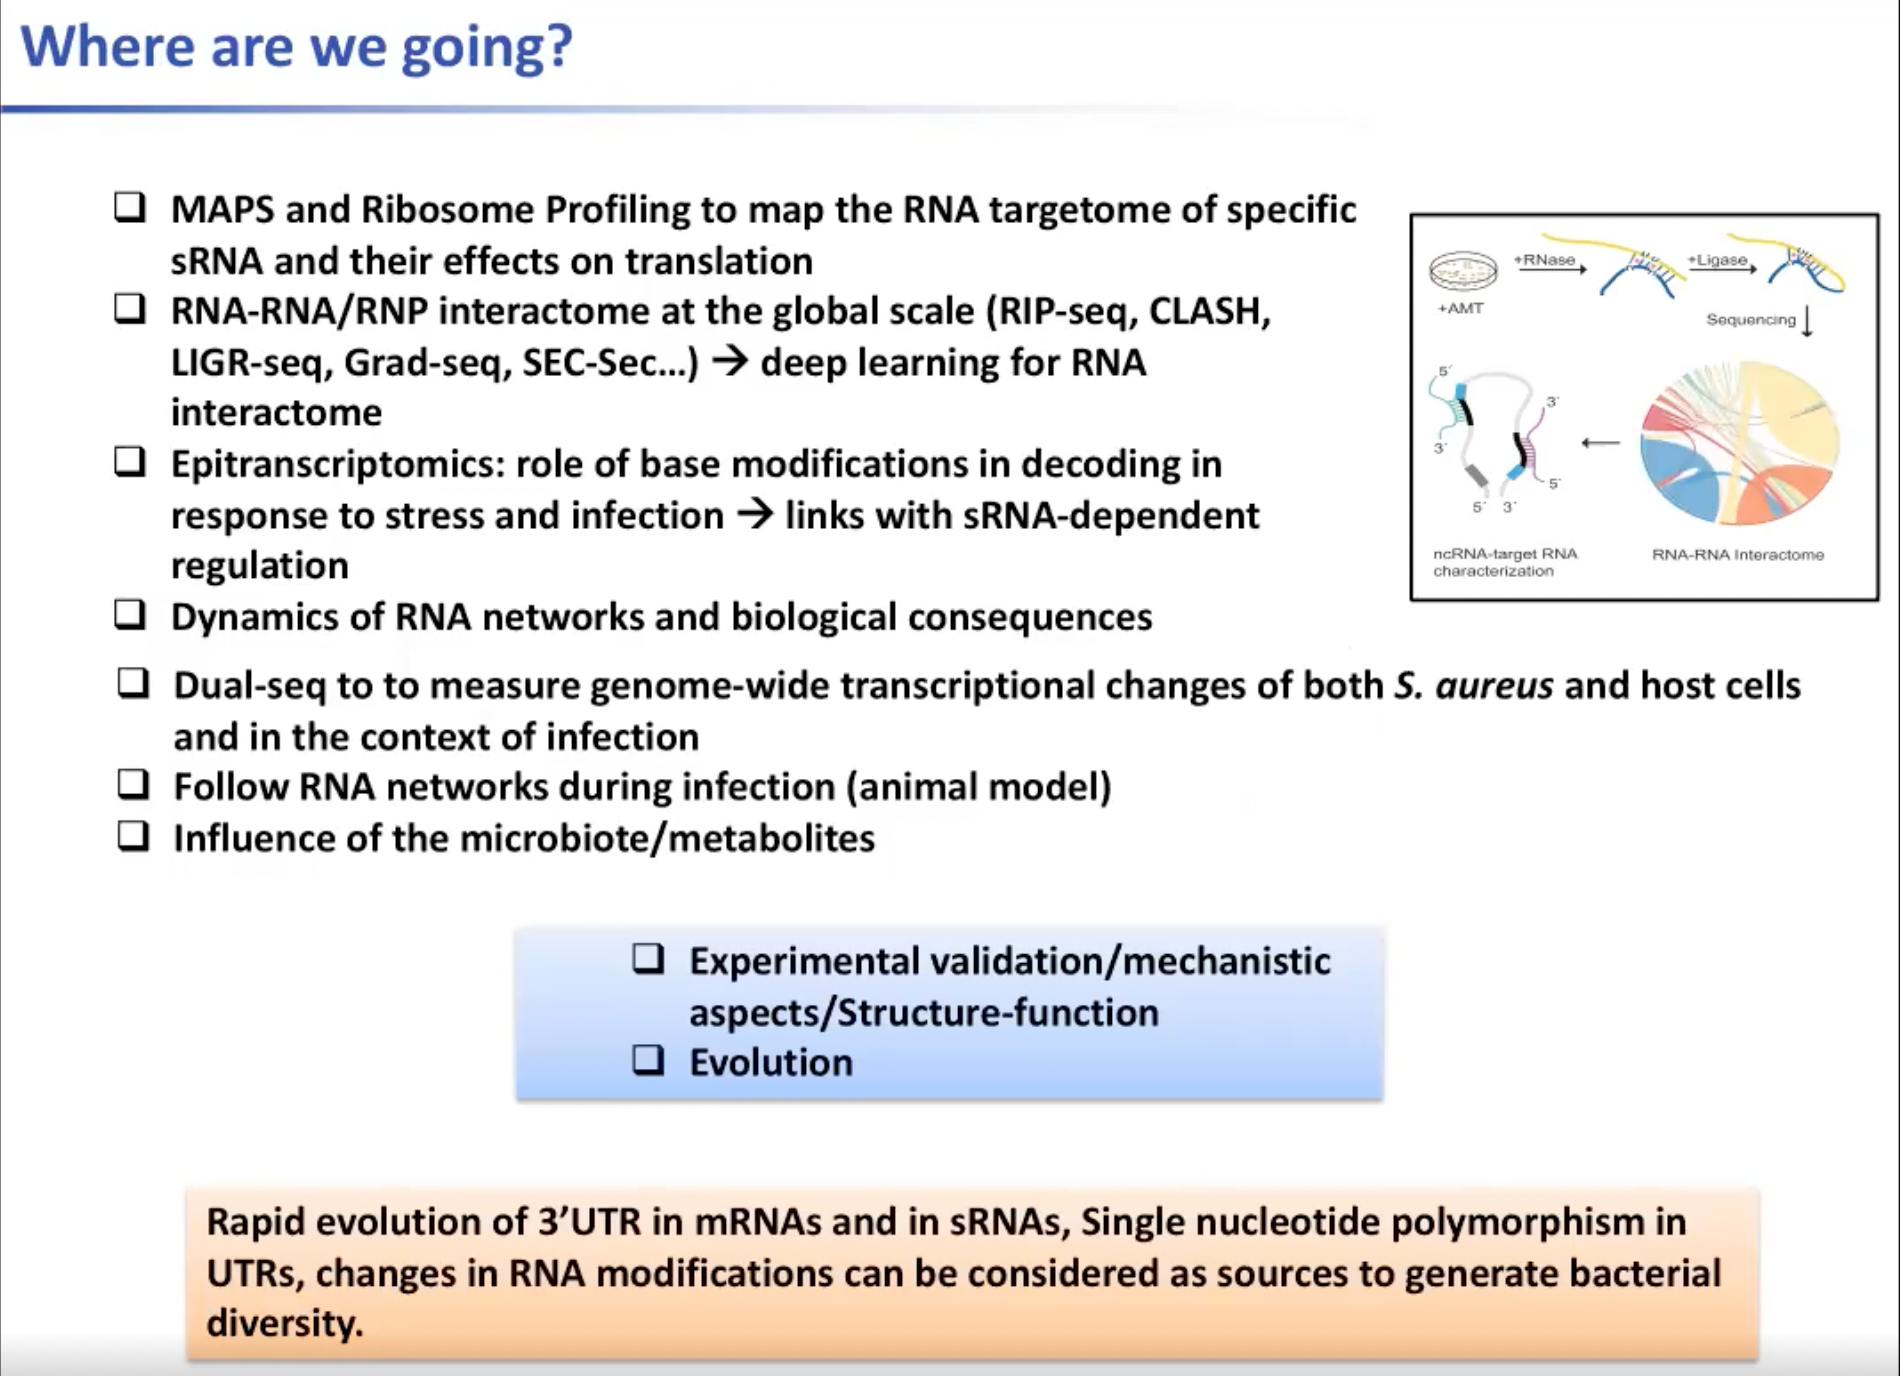 Where are we going?
❑ MAPS and Ribosome Profiling to map the RNA targetome of specific
sRNA and their effects on translation
❑ RNA-RNA/RNP interactome at the global scale (RIP-seq, CLASH,
LIGR-seq, Grad-seq, SEC-Sec...) → deep learning for RNA
interactome
❑ Epitranscriptomics: role of base modifications in decoding in
response to stress and infection → links with sRNA-dependent
regulation
❑ Dynamics of RNA networks and biological consequences
❑ Dual-seq to to measure genome-wide transcriptional changes of both S. aureus and host cells
and in the context of infection
❑ Follow RNA networks during infection (animal model)
❑ Influence of the microbiote/metabolites
+RNase
+Ligase
+AMT
Sequencing
5´
3´
3´
5´
5´ 3´
ncRNA-target RNA
characterization
RNA-RNA Interactome
❑ Experimental validation/mechanistic
aspects/Structure-function
❑ Evolution
Rapid evolution of 3’UTR in mRNAs and in sRNAs, Single nucleotide polymorphism in
UTRs, changes in RNA modifications can be considered as sources to generate bacterial
diversity.